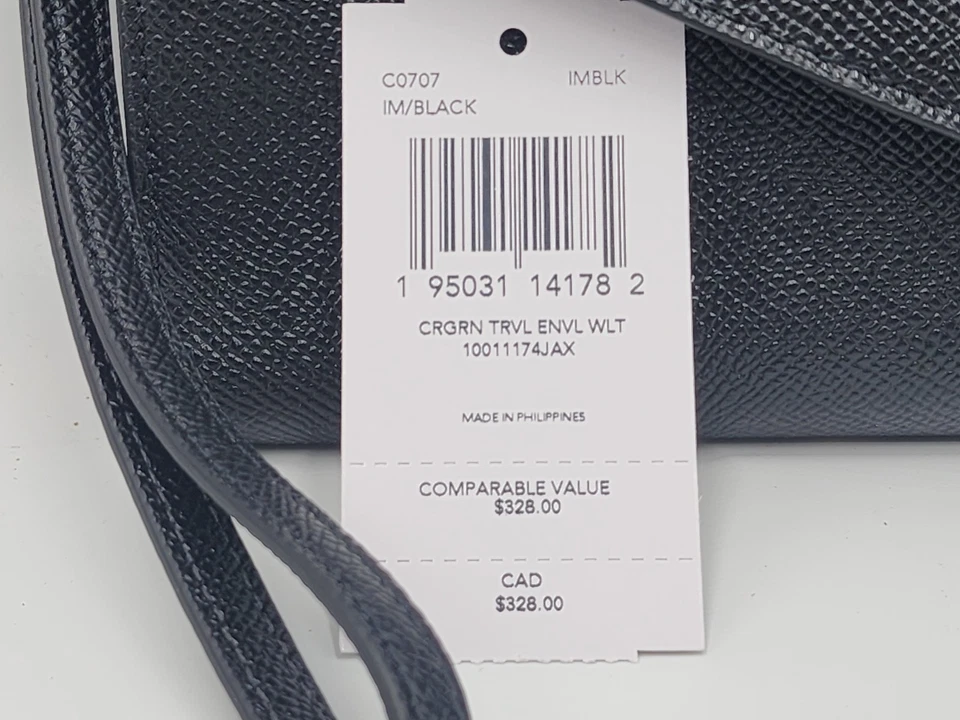 C0707 IMBLK
IM/BLACK
1 95031 14178 2
CRGRN TRVL ENVL WLT
10011174JAX
MADE IN PHILIPPINES
COMPARABLE VALUE
$328.00
CAD
$328.00